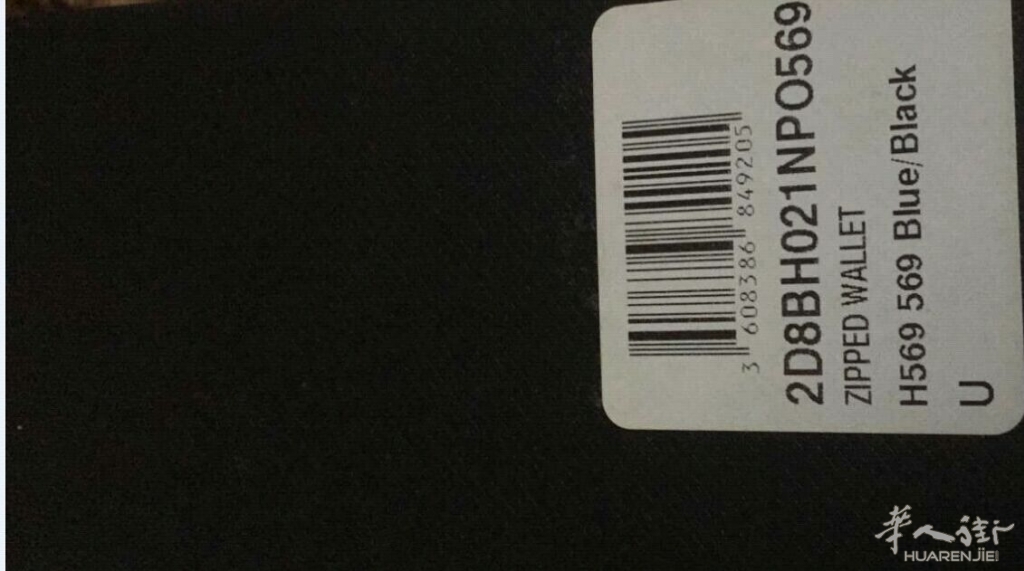 3 608386 849205
2D8BH021NPO569
ZIPPED WALLET
H569 569 Blue/Black
U
華人街
HUARENJIE